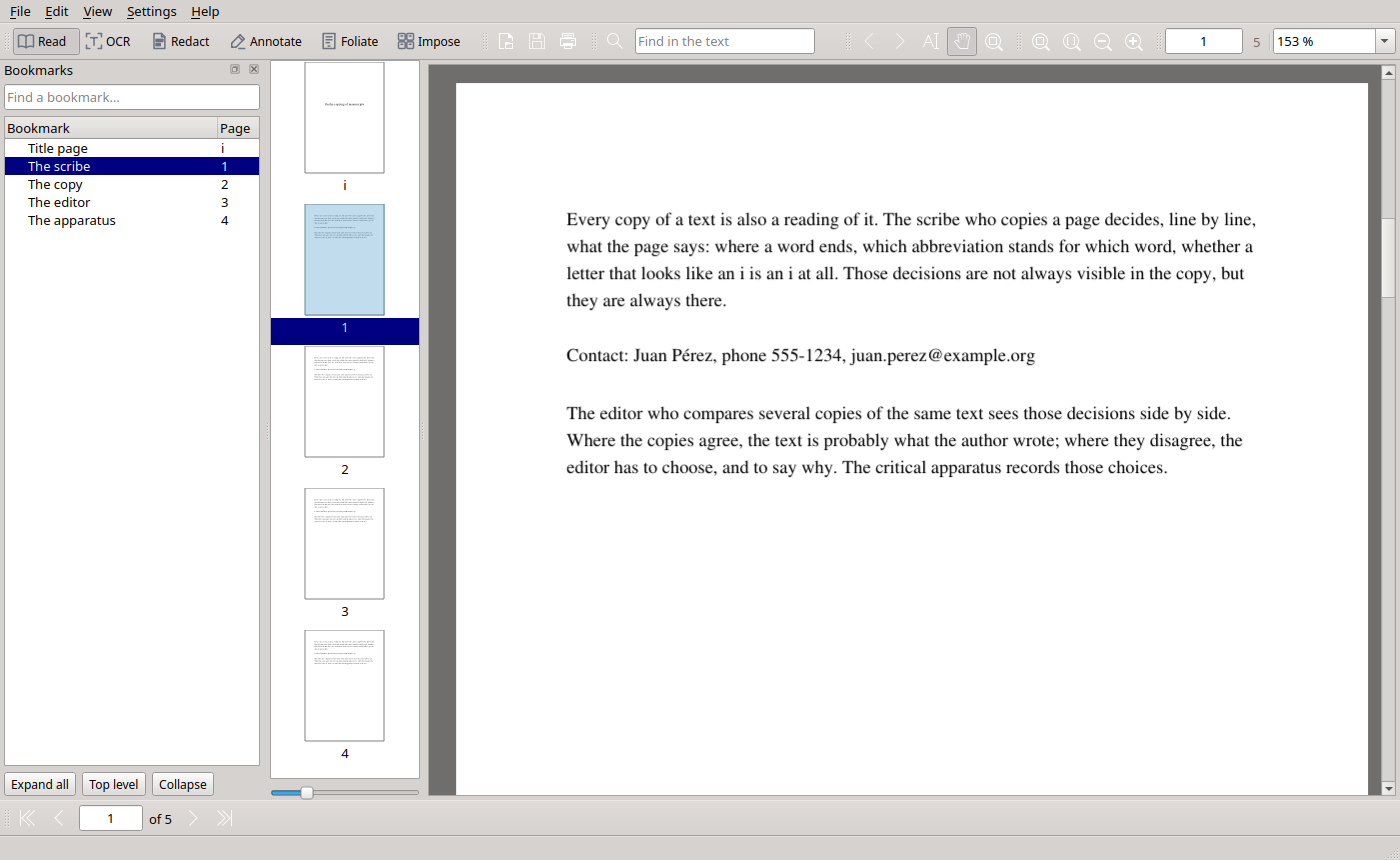 File Edit View Settings Help
Read OCR Redact Annotate Foliate Impose Find in the text 1 5 153 %
Bookmarks
Find a bookmark...
Bookmark Page
Title page i
The scribe 1
The copy 2
The editor 3
The apparatus 4
Expand all Top level Collapse
i
1
2
3
4
Every copy of a text is also a reading of it. The scribe who copies a page decides, line by line,
what the page says: where a word ends, which abbreviation stands for which word, whether a
letter that looks like an i is an i at all. Those decisions are not always visible in the copy, but
they are always there.
Contact: Juan Pérez, phone 555-1234, juan.perez@example.org
The editor who compares several copies of the same text sees those decisions side by side.
Where the copies agree, the text is probably what the author wrote; where they disagree, the
editor has to choose, and to say why. The critical apparatus records those choices.
1 of 5